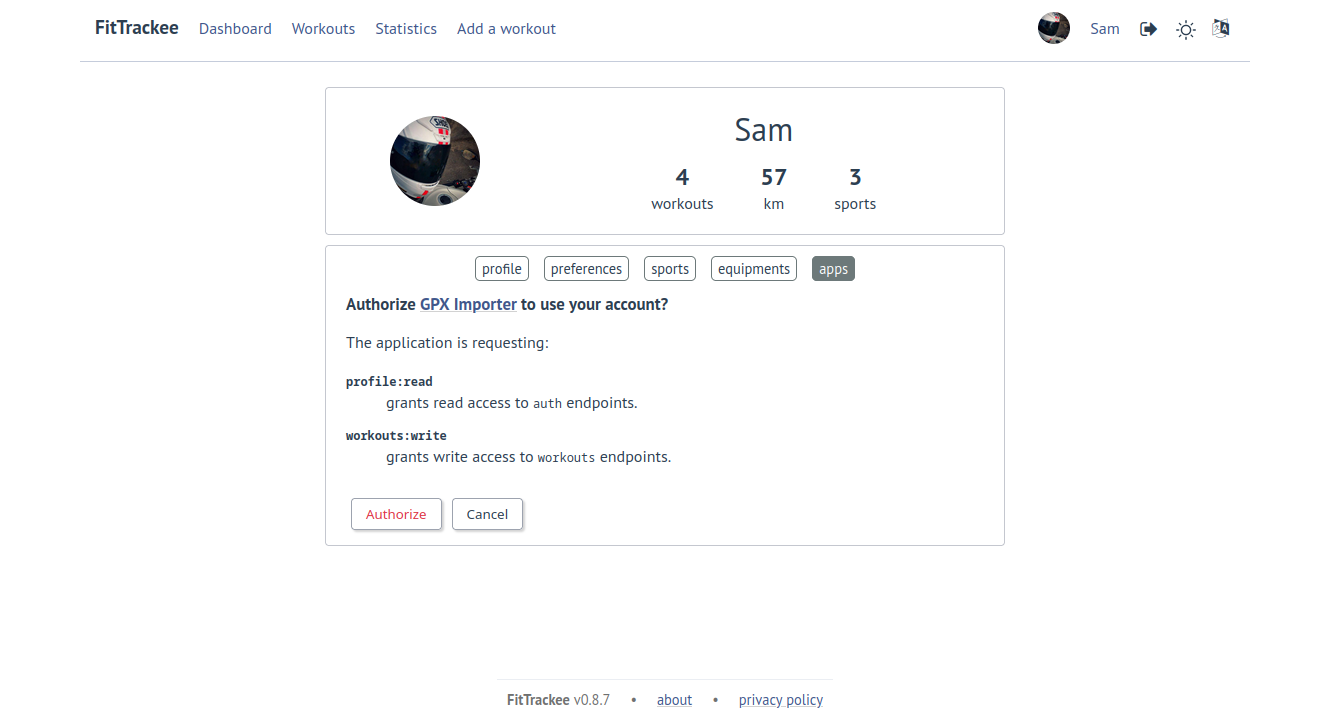 FitTrackee Dashboard Workouts Statistics Add a workout Sam
Sam
4 57 3
workouts km sports
profile preferences sports equipments apps
Authorize GPX Importer to use your account?
The application is requesting:
profile:read
grants read access to auth endpoints.
workouts:write
grants write access to workouts endpoints.
Authorize Cancel
FitTrackee v0.8.7 • about • privacy policy